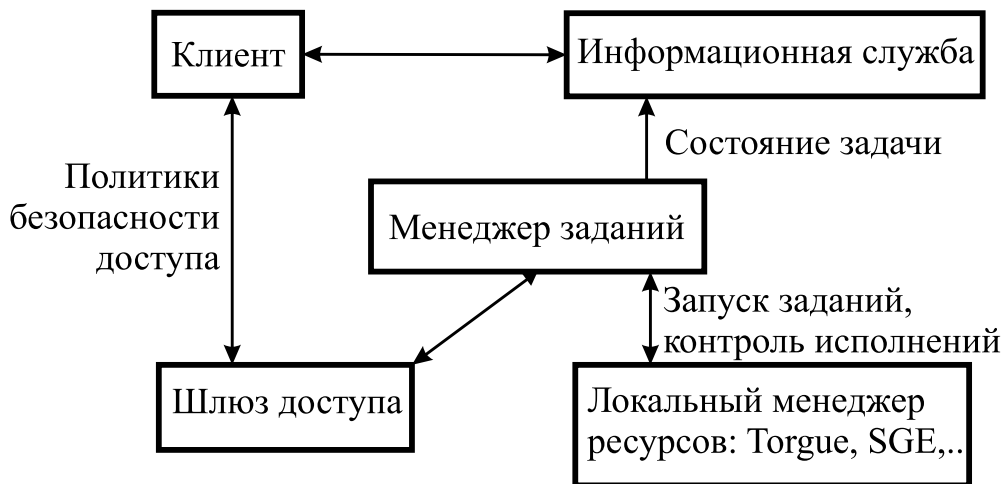 Клиент
Информационная служба
Состояние задачи
Политики
безопасности
доступа
Менеджер заданий
Запуск заданий,
контроль исполнений
Шлюз доступа
Локальный менеджер
ресурсов: Torgue, SGE,..